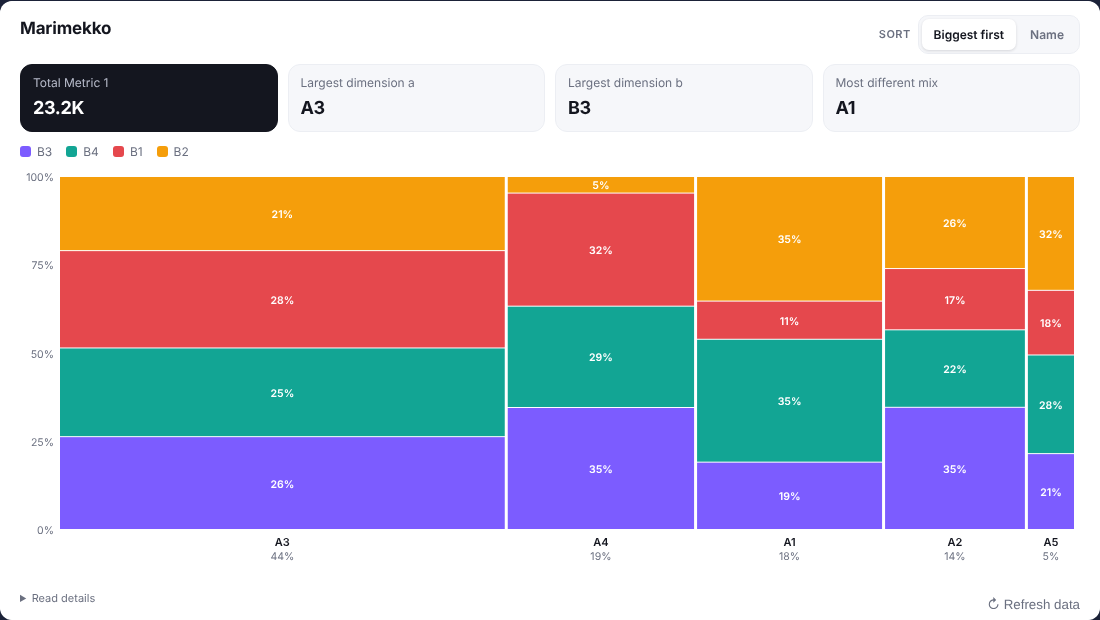 Marimekko
SORT Biggest first Name
Total Metric 1
23.2K
Largest dimension a
A3
Largest dimension b
B3
Most different mix
A1
B3 B4 B1 B2
100%
75%
50%
25%
0%
21%
28%
25%
26%
5%
32%
29%
35%
35%
11%
35%
19%
26%
17%
22%
35%
32%
18%
28%
21%
A3
44%
A4
19%
A1
18%
A2
14%
A5
5%
Read details
Refresh data